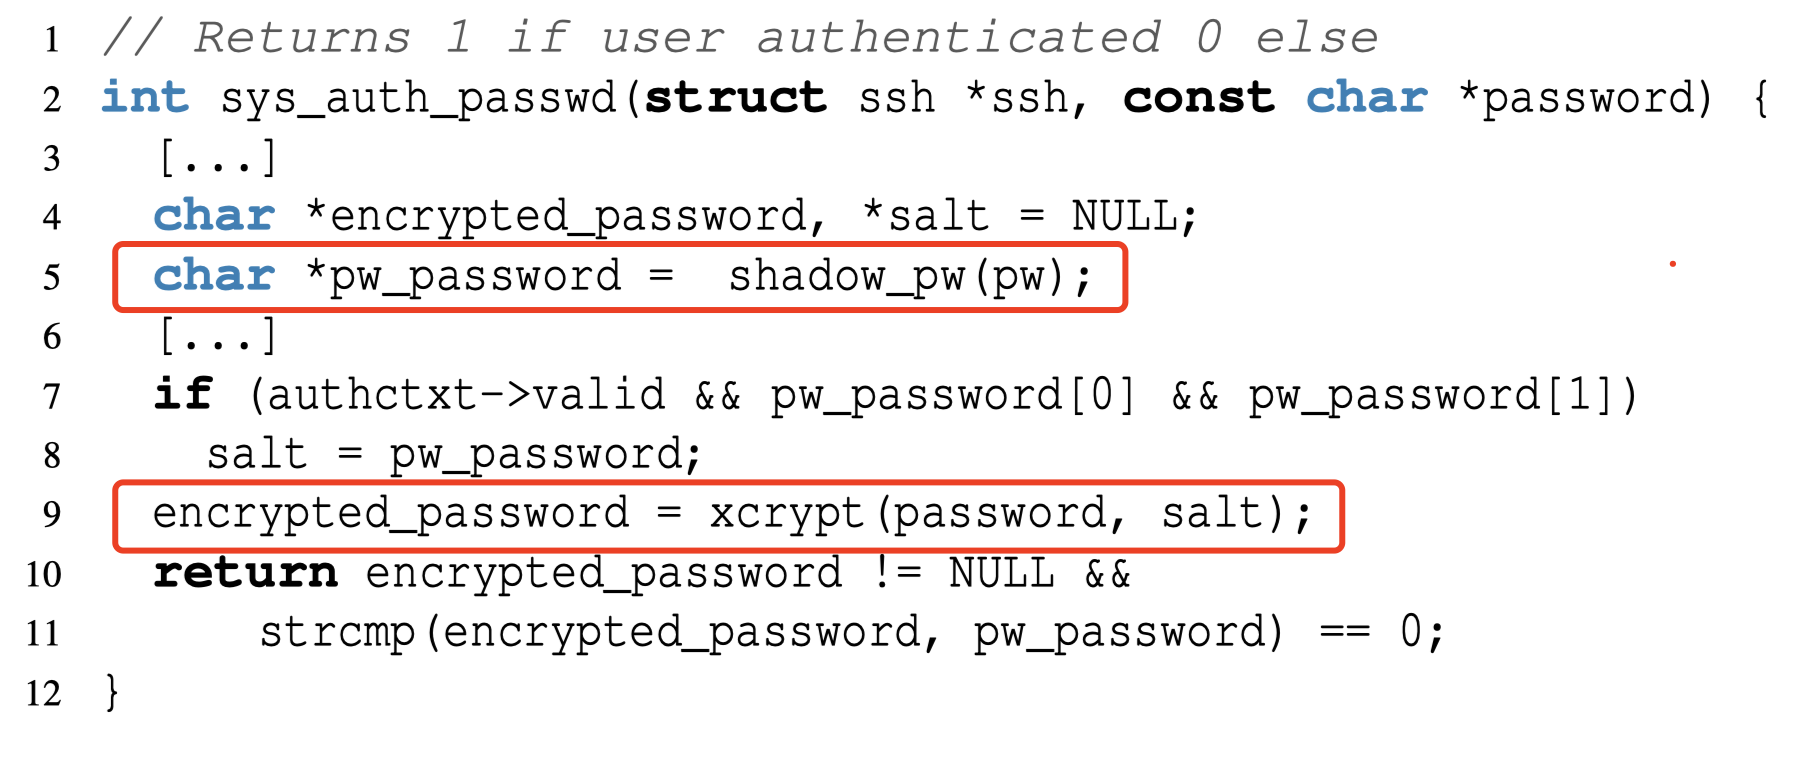 1 // Returns 1 if user authenticated 0 else
2 int sys_auth_passwd(struct ssh *ssh, const char *password) {
3 [...]
4 char *encrypted_password, *salt = NULL;
5 char *pw_password = shadow_pw(pw);
6 [...]
7 if (authctxt->valid && pw_password[0] && pw_password[1])
8 salt = pw_password;
9 encrypted_password = xcrypt(password, salt);
10 return encrypted_password != NULL &&
11 strcmp(encrypted_password, pw_password) == 0;
12 }